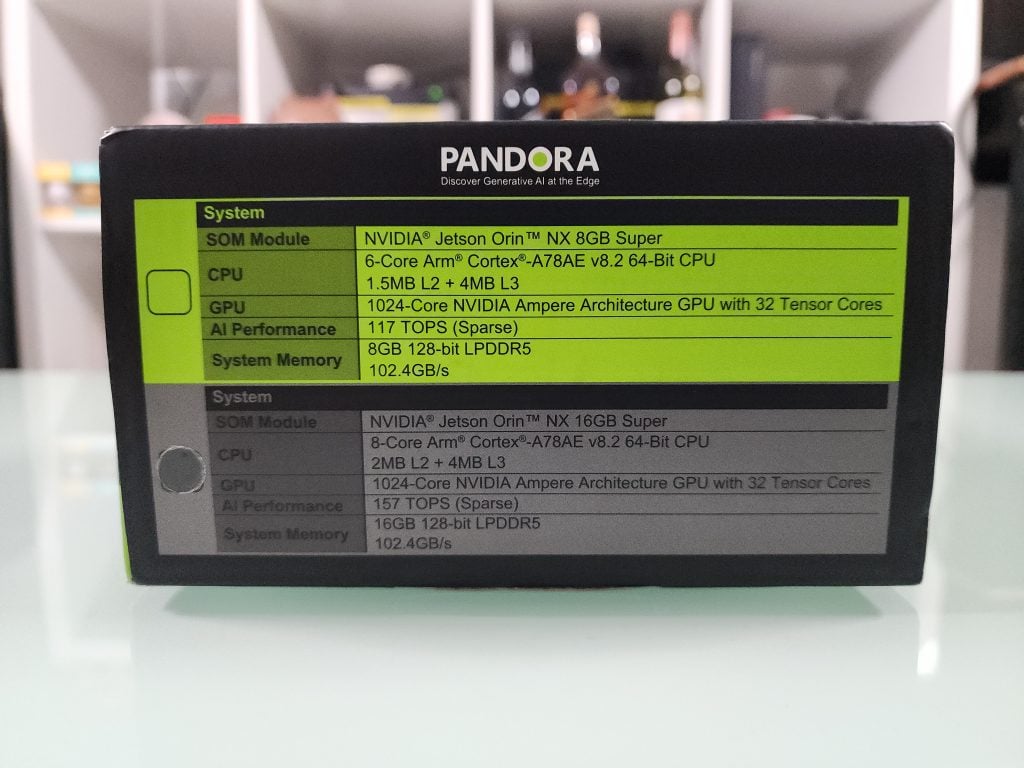 PANDORA
Discover Generative AI at the Edge
System
SOM Module NVIDIA® Jetson Orin™ NX 8GB Super
CPU 6-Core Arm® Cortex®-A78AE v8.2 64-Bit CPU
1.5MB L2 + 4MB L3
GPU 1024-Core NVIDIA Ampere Architecture GPU with 32 Tensor Cores
AI Performance 117 TOPS (Sparse)
System Memory 8GB 128-bit LPDDR5
102.4GB/s
System
SOM Module NVIDIA® Jetson Orin™ NX 16GB Super
CPU 8-Core Arm® Cortex®-A78AE v8.2 64-Bit CPU
2MB L2 + 4MB L3
GPU 1024-Core NVIDIA Ampere Architecture GPU with 32 Tensor Cores
AI Performance 157 TOPS (Sparse)
System Memory 16GB 128-bit LPDDR5
102.4GB/s